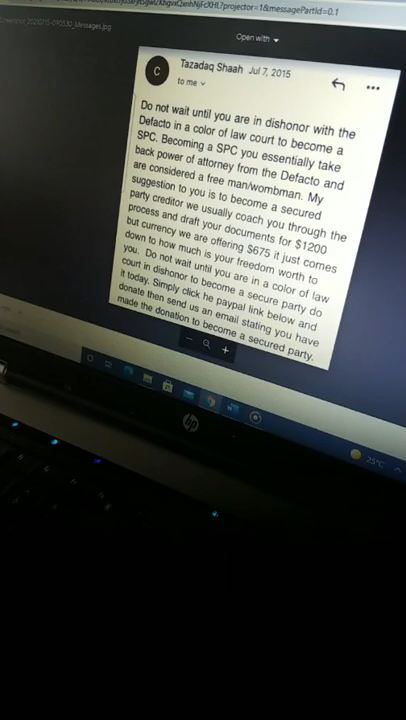 Open with
Tazadaq Shaah Jul 7, 2015
C
to me
Do not wait until you are in dishonor with the
Defacto in a color of law court to become a
SPC. Becoming a SPC you essentially take
back power of attorney from the Defacto and
are considered a free man/wombman. My
suggestion to you is to become a secured
party creditor we usually coach you through the
process and draft your documents for $1200
but currency we are offering $675 it just comes
down to how much is your freedom worth to
you. Do not wait until you are in a color of law
court in dishonor to become a secure party do
it today. Simply click he paypal link below and
donate then send us an email stating you have
made the donation to become a secured party.
hp
25°C